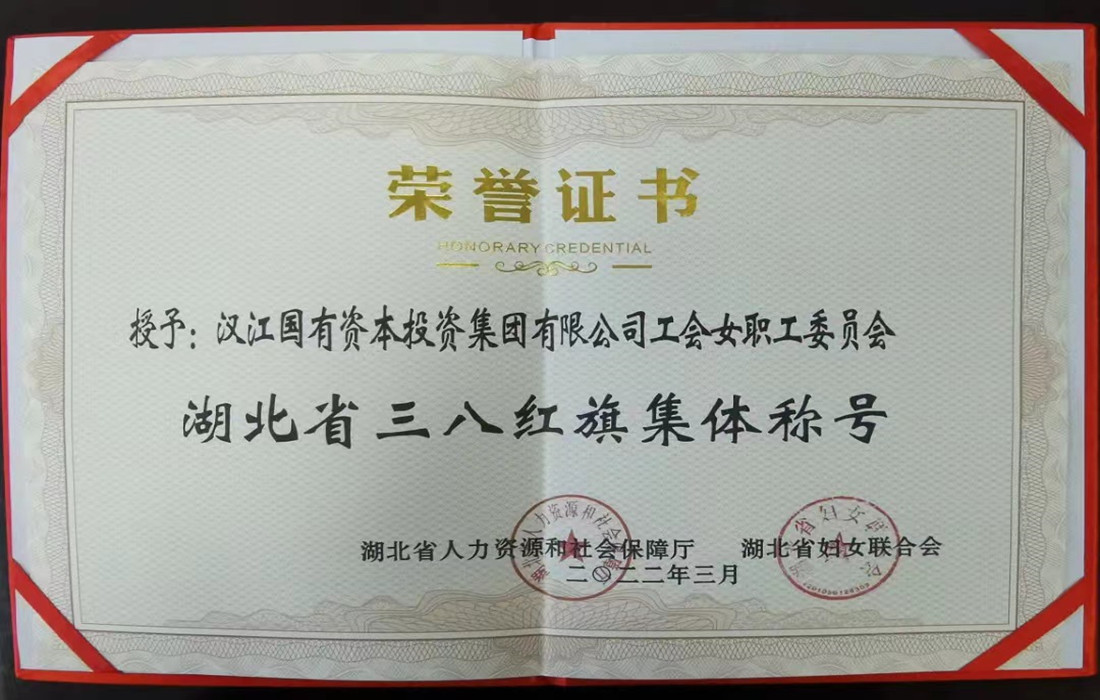 荣誉证书
HONORARY CREDENTIAL
授予：汉江国有资本投资集团有限公司工会女职工委员会
湖北省三八红旗集体称号
湖北省人力资源和社会保障厅 湖北省妇女联合会
二〇二二年三月